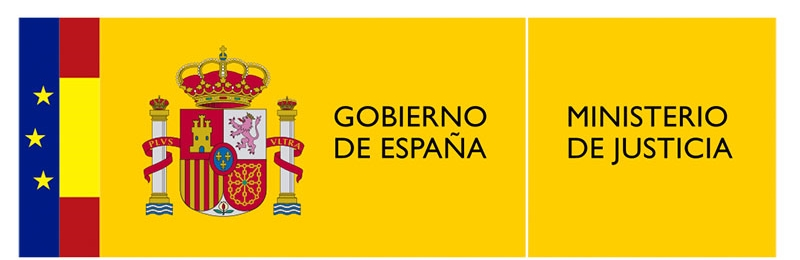 PLVS VLTRA
GOBIERNO
DE ESPAÑA
MINISTERIO
DE JUSTICIA